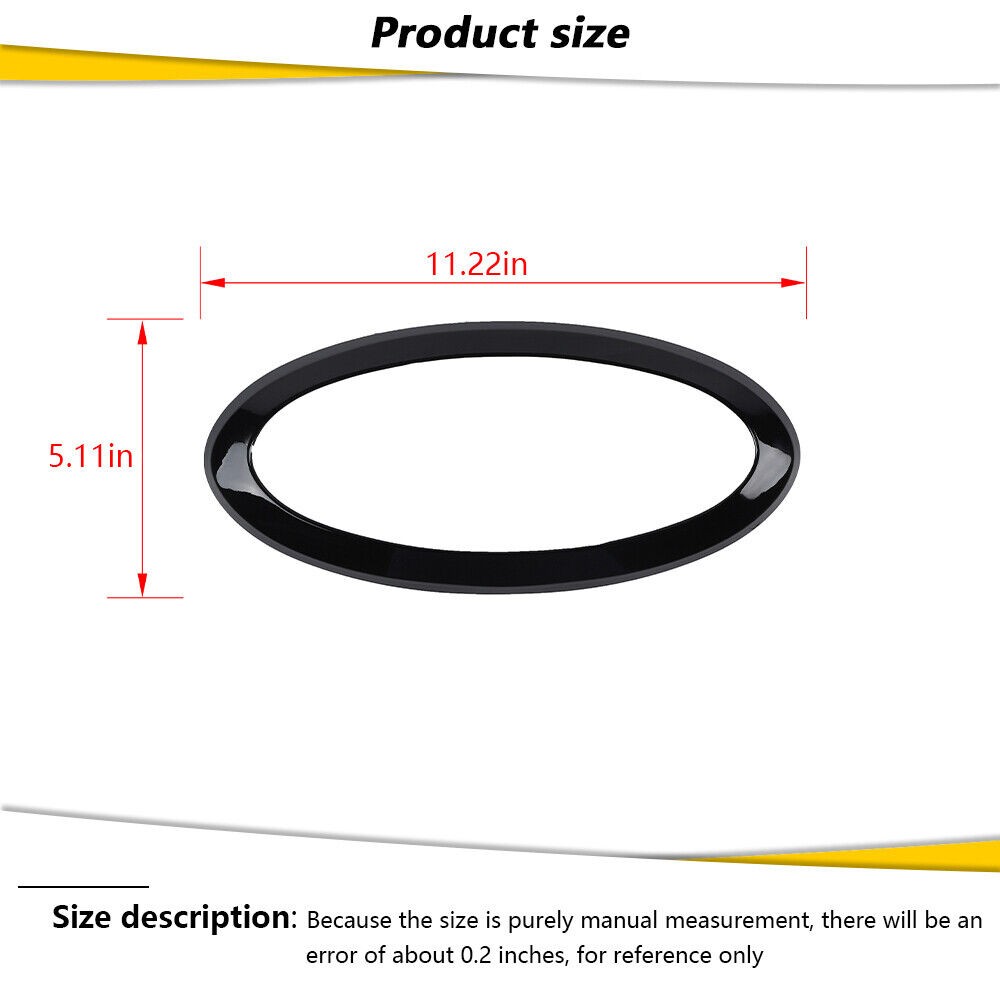 Product size
11.22in
5.11in
Size description: Because the size is purely manual measurement, there will be an
error of about 0.2 inches, for reference only